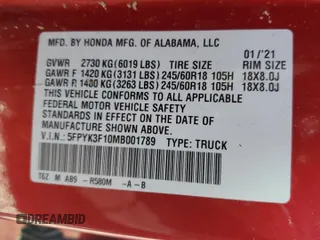 MFD. BY HONDA MFG. OF ALABAMA, LLC 01/'21
GVWR 2730 KG(6019 LBS) TIRE SIZE RIM SIZE
GAWR F 1420 KG(3131 LBS) 245/60R18 105H 18X8.0J
GAWR R 1480 KG(3263 LBS) 245/60R18 105H 18X8.0J
THIS VEHICLE CONFORMS TO ALL APPLICABLE
FEDERAL MOTOR VEHICLE SAFETY
STANDARDS IN EFFECT ON THE DATE OF
MANUFACTURE SHOWN ABOVE.
V.I.N: 5FPYK3F10MB001789 TYPE: TRUCK
T6Z M AB9 - R580M -A-B
DREAMBID